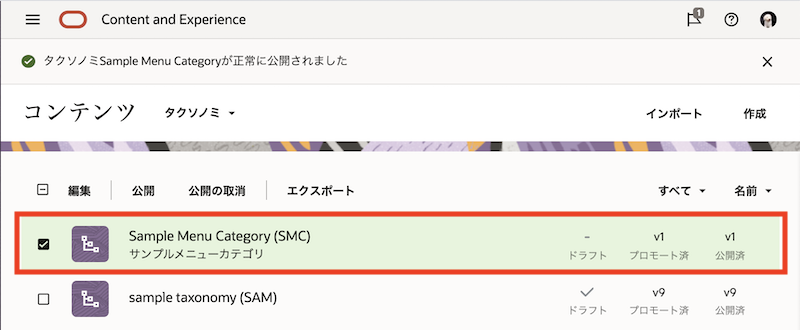 Content and Experience
1
タクソノミSample Menu Categoryが正常に公開されました
コンテンツ タクソノミ インポート 作成
編集 公開 公開の取消 エクスポート すべて 名前
Sample Menu Category (SMC) - v1 v1
サンプルメニューカテゴリ ドラフト プロモート済 公開済
sample taxonomy (SAM) v9 v9
ドラフト プロモート済 公開済